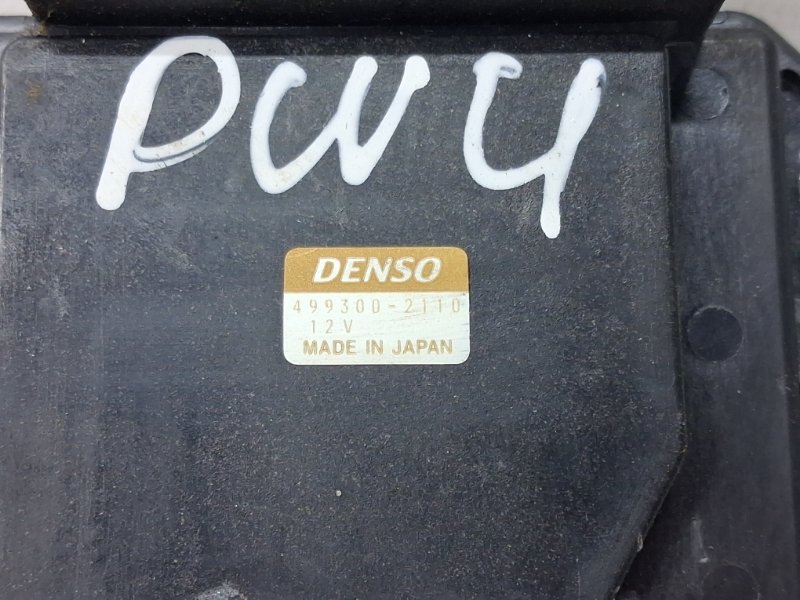 PW4
DENSO
499300-2110
12V
MADE IN JAPAN